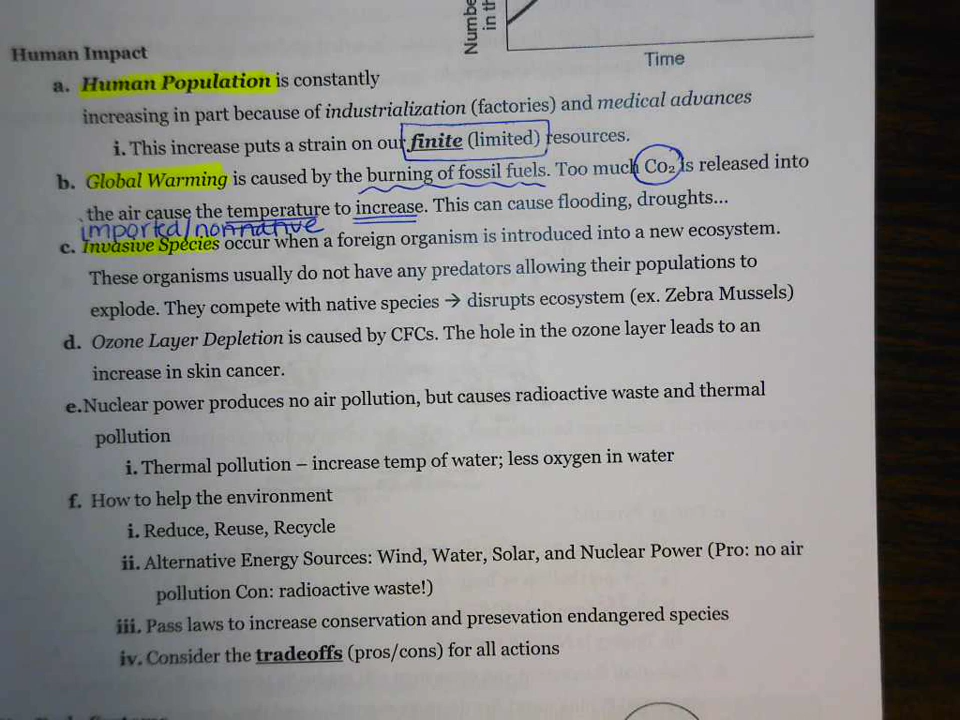 Numbe
in th
Time
Human Impact
a. Human Population is constantly
increasing in part because of industrialization (factories) and medical advances
i. This increase puts a strain on our finite (limited) resources.
b. Global Warming is caused by the burning of fossil fuels. Too much CO₂ is released into
the air cause the temperature to increase. This can cause flooding, droughts...
imported/nonnative
c. Invasive Species occur when a foreign organism is introduced into a new ecosystem.
These organisms usually do not have any predators allowing their populations to
explode. They compete with native species → disrupts ecosystem (ex. Zebra Mussels)
d. Ozone Layer Depletion is caused by CFCs. The hole in the ozone layer leads to an
increase in skin cancer.
e.Nuclear power produces no air pollution, but causes radioactive waste and thermal
pollution
i. Thermal pollution – increase temp of water; less oxygen in water
f. How to help the environment
i. Reduce, Reuse, Recycle
ii. Alternative Energy Sources: Wind, Water, Solar, and Nuclear Power (Pro: no air
pollution Con: radioactive waste!)
iii. Pass laws to increase conservation and presevation endangered species
iv. Consider the tradeoffs (pros/cons) for all actions